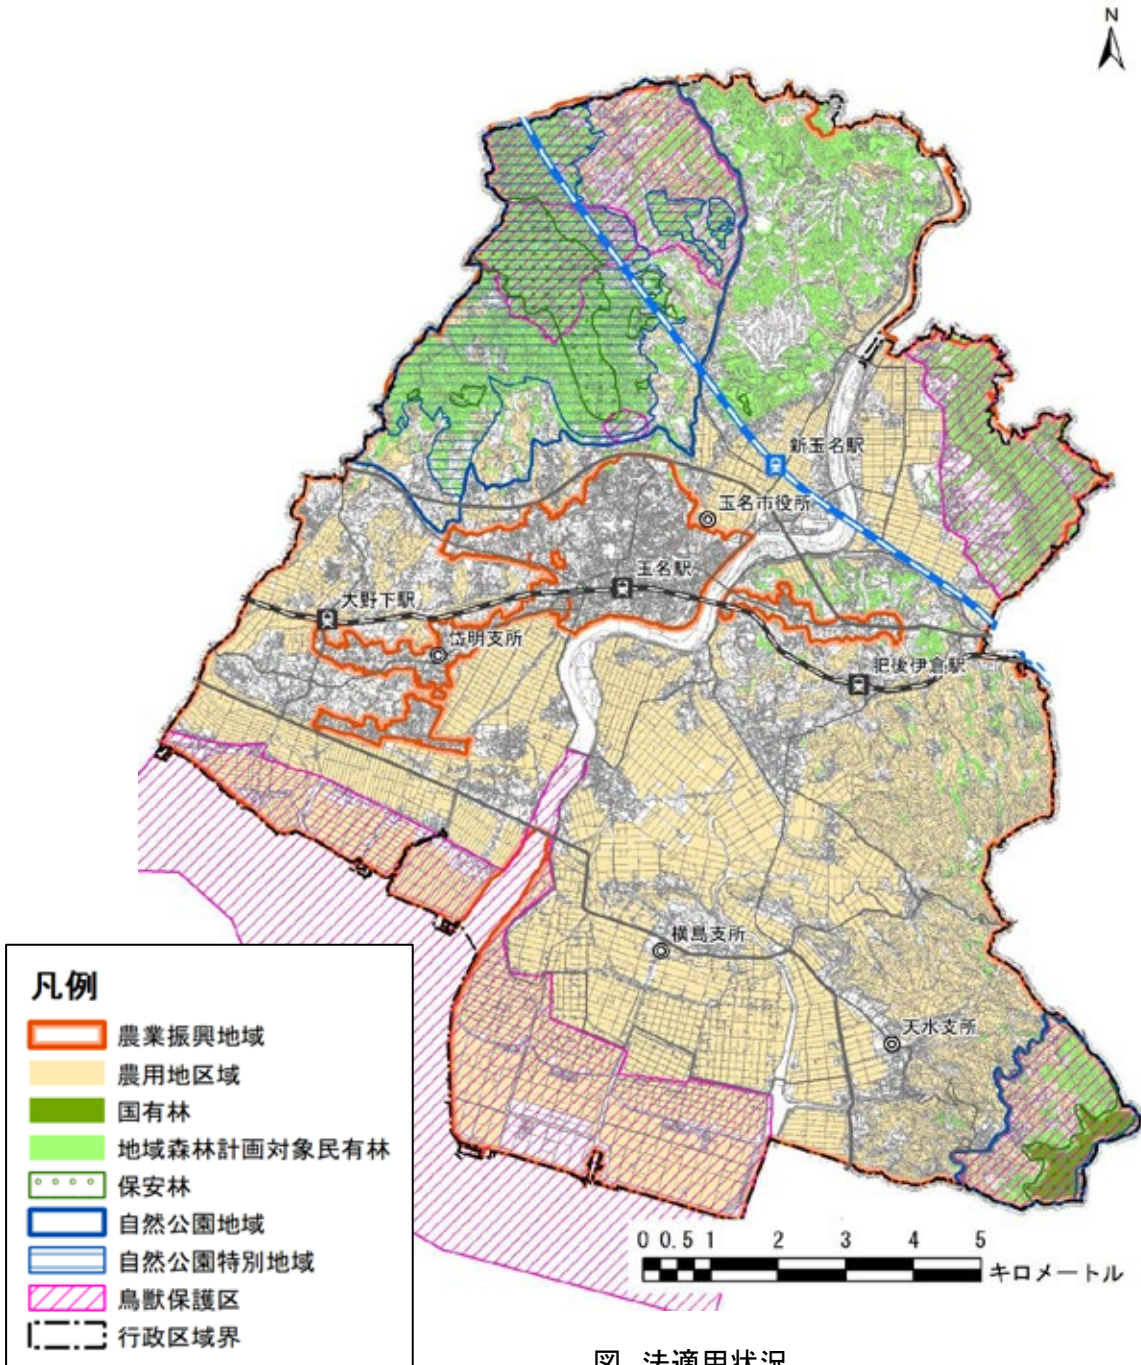 N
新玉名駅
玉名市役所
玉名駅
大野下駅
岱明支所
肥後伊倉駅
横島支所
天水支所
凡例
農業振興地域
農用地区域
国有林
地域森林計画対象民有林
保安林
自然公園地域
自然公園特別地域
鳥獣保護区
行政区域界
0 0.5 1 2 3 4 5
キロメートル
図 法適用状況